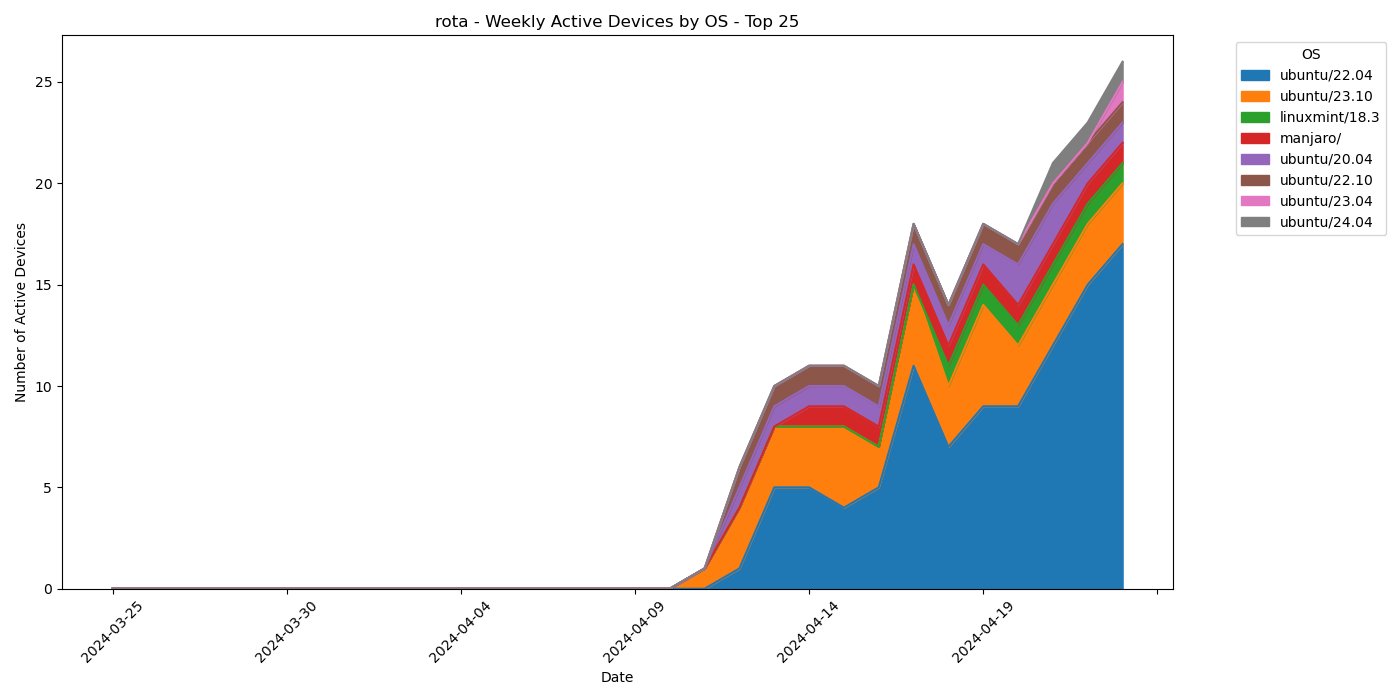 rota - Weekly Active Devices by OS - Top 25
Number of Active Devices
25
20
15
10
5
0
2024-03-25
2024-03-30
2024-04-04
2024-04-09
2024-04-14
2024-04-19
Date
OS
ubuntu/22.04
ubuntu/23.10
linuxmint/18.3
manjaro/
ubuntu/20.04
ubuntu/22.10
ubuntu/23.04
ubuntu/24.04